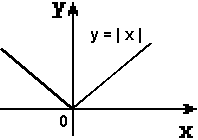 y
y = | x |
0
x